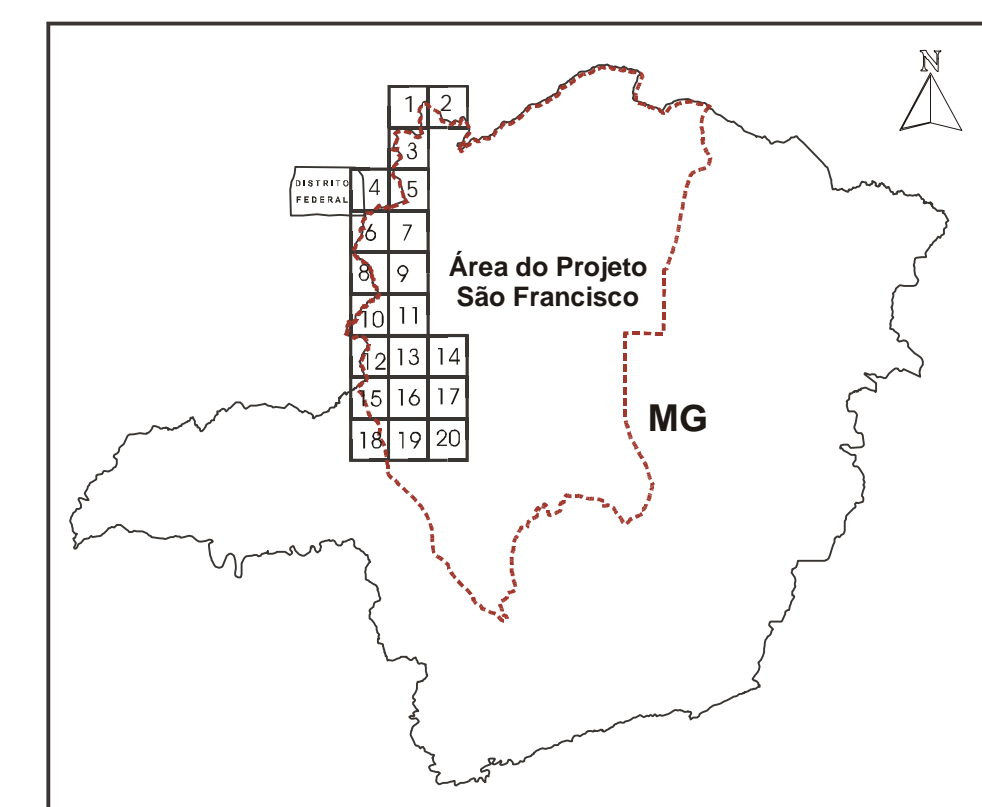 N
1 2
3
DISTRITO
FEDERAL
4 5
6 7
8 9
10 11
12 13 14
15 16 17
18 19 20
Área do Projeto
São Francisco
MG